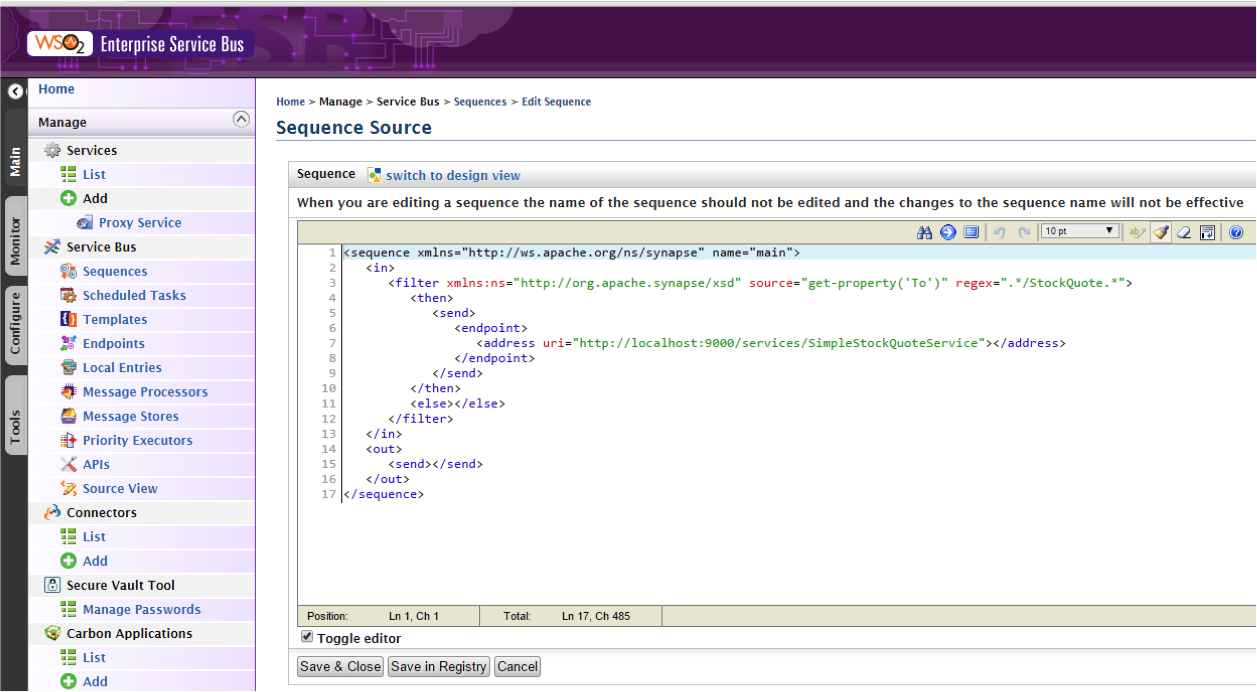 WSO2 Enterprise Service Bus
Main
Monitor
Configure
Tools
Home
Manage
Services
List
Add
Proxy Service
Service Bus
Sequences
Scheduled Tasks
Templates
Endpoints
Local Entries
Message Processors
Message Stores
Priority Executors
APIs
Source View
Connectors
List
Add
Secure Vault Tool
Manage Passwords
Carbon Applications
List
Add
Home > Manage > Service Bus > Sequences > Edit Sequence
Sequence Source
Sequence switch to design view
When you are editing a sequence the name of the sequence should not be edited and the changes to the sequence name will not be effective
10 pt
1 <sequence xmlns="http://ws.apache.org/ns/synapse" name="main">
2 <in>
3 <filter xmlns:ns="http://org.apache.synapse/xsd" source="get-property('To')" regex=".*/StockQuote.*">
4 <then>
5 <send>
6 <endpoint>
7 <address uri="http://localhost:9000/services/SimpleStockQuoteService"></address>
8 </endpoint>
9 </send>
10 </then>
11 <else></else>
12 </filter>
13 </in>
14 <out>
15 <send></send>
16 </out>
17 </sequence>
Position: Ln 1, Ch 1 Total: Ln 17, Ch 485
Toggle editor
Save & Close Save in Registry Cancel